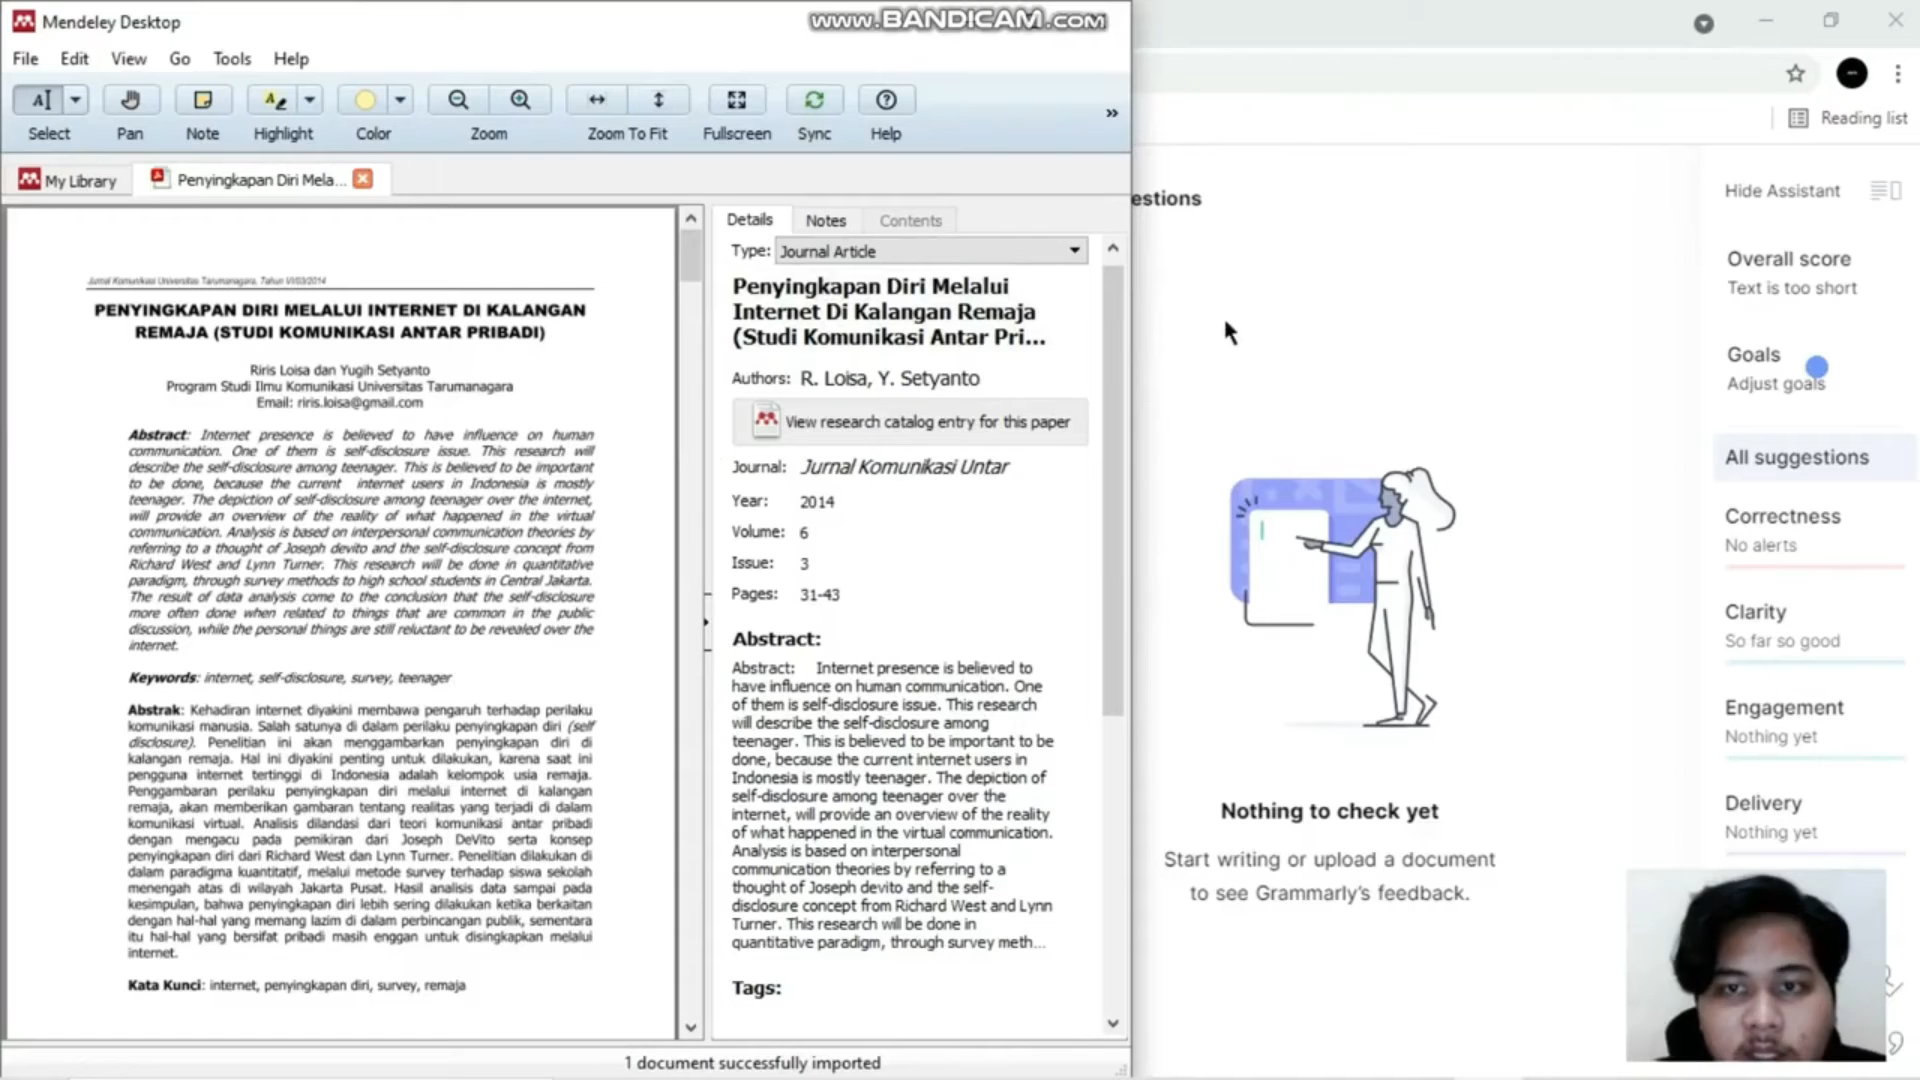 Mendeley Desktop
www.BANDICAM.com
File Edit View Go Tools Help
Select Pan Note Highlight Color Zoom Zoom To Fit Fullscreen Sync Help
»
My Library
Penyingkapan Diri Mela...
Jurnal Komunikasi Universitas Tarumanagara, Tahun VI/03/2014
PENYINGKAPAN DIRI MELALUI INTERNET DI KALANGAN
REMAJA (STUDI KOMUNIKASI ANTAR PRIBADI)
Riris Loisa dan Yugih Setyanto
Program Studi Ilmu Komunikasi Universitas Tarumanagara
Email: riris.loisa@gmail.com
Abstract: Internet presence is believed to have influence on human
communication. One of them is self-disclosure issue. This research will
describe the self-disclosure among teenager. This is believed to be important
to be done, because the current internet users in Indonesia is mostly
teenager. The depiction of self-disclosure among teenager over the internet,
will provide an overview of the reality of what happened in the virtual
communication. Analysis is based on interpersonal communication theories by
referring to a thought of Joseph devito and the self-disclosure concept from
Richard West and Lynn Turner. This research will be done in quantitative
paradigm, through survey methods to high school students in Central Jakarta.
The result of data analysis come to the conclusion that the self-disclosure
more often done when related to things that are common in the public
discussion, while the personal things are still reluctant to be revealed over the
internet.
Keywords: internet, self-disclosure, survey, teenager
Abstrak: Kehadiran internet diyakini membawa pengaruh terhadap perilaku
komunikasi manusia. Salah satunya di dalam perilaku penyingkapan diri (self
disclosure). Penelitian ini akan menggambarkan penyingkapan diri di
kalangan remaja. Hal ini diyakini penting untuk dilakukan, karena saat ini
pengguna internet tertinggi di Indonesia adalah kelompok usia remaja.
Penggambaran perilaku penyingkapan diri melalui internet di kalangan
remaja, akan memberikan gambaran tentang realitas yang terjadi di dalam
komunikasi virtual. Analisis dilandasi dari teori komunikasi antar pribadi
dengan mengacu pada pemikiran dari Joseph DeVito serta konsep
penyingkapan diri dari Richard West dan Lynn Turner. Penelitian dilakukan di
dalam paradigma kuantitatif, melalui metode survey terhadap siswa sekolah
menengah atas di wilayah Jakarta Pusat. Hasil analisis data sampai pada
kesimpulan, bahwa penyingkapan diri lebih sering dilakukan ketika berkaitan
dengan hal-hal yang memang lazim di dalam perbincangan publik, sementara
itu hal-hal yang bersifat pribadi masih enggan untuk disingkapkan melalui
internet.
Kata Kunci: internet, penyingkapan diri, survey, remaja
Details Notes Contents
Type: Journal Article
Penyingkapan Diri Melalui
Internet Di Kalangan Remaja
(Studi Komunikasi Antar Pri...
Authors: R. Loisa, Y. Setyanto
View research catalog entry for this paper
Journal: Jurnal Komunikasi Untar
Year: 2014
Volume: 6
Issue: 3
Pages: 31-43
Abstract:
Abstract: Internet presence is believed to
have influence on human communication. One
of them is self-disclosure issue. This research
will describe the self-disclosure among
teenager. This is believed to be important to be
done, because the current internet users in
Indonesia is mostly teenager. The depiction of
self-disclosure among teenager over the
internet, will provide an overview of the reality
of what happened in the virtual communication.
Analysis is based on interpersonal
communication theories by referring to a
thought of Joseph devito and the self-
disclosure concept from Richard West and Lynn
Turner. This research will be done in
quantitative paradigm, through survey meth...
Tags:
1 document successfully imported
Reading list
estions
Nothing to check yet
Start writing or upload a document
to see Grammarly's feedback.
Hide Assistant
Overall score
Text is too short
Goals
Adjust goals
All suggestions
Correctness
No alerts
Clarity
So far so good
Engagement
Nothing yet
Delivery
Nothing yet